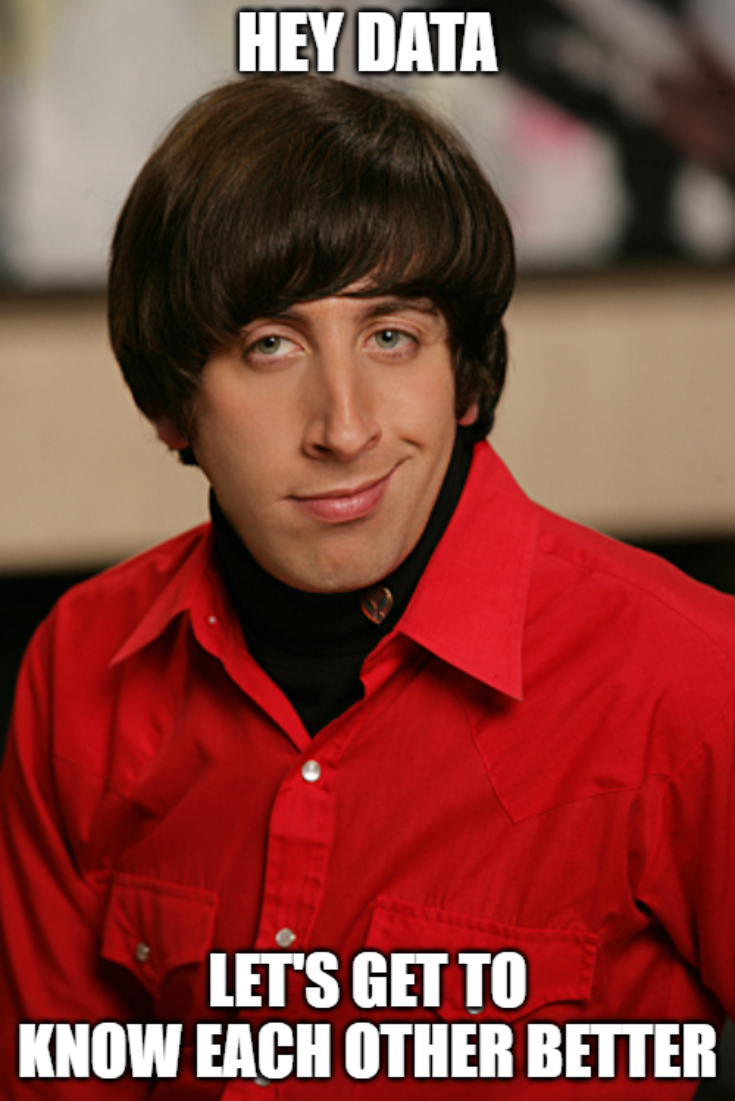 HEY DATA
LET'S GET TO
KNOW EACH OTHER BETTER